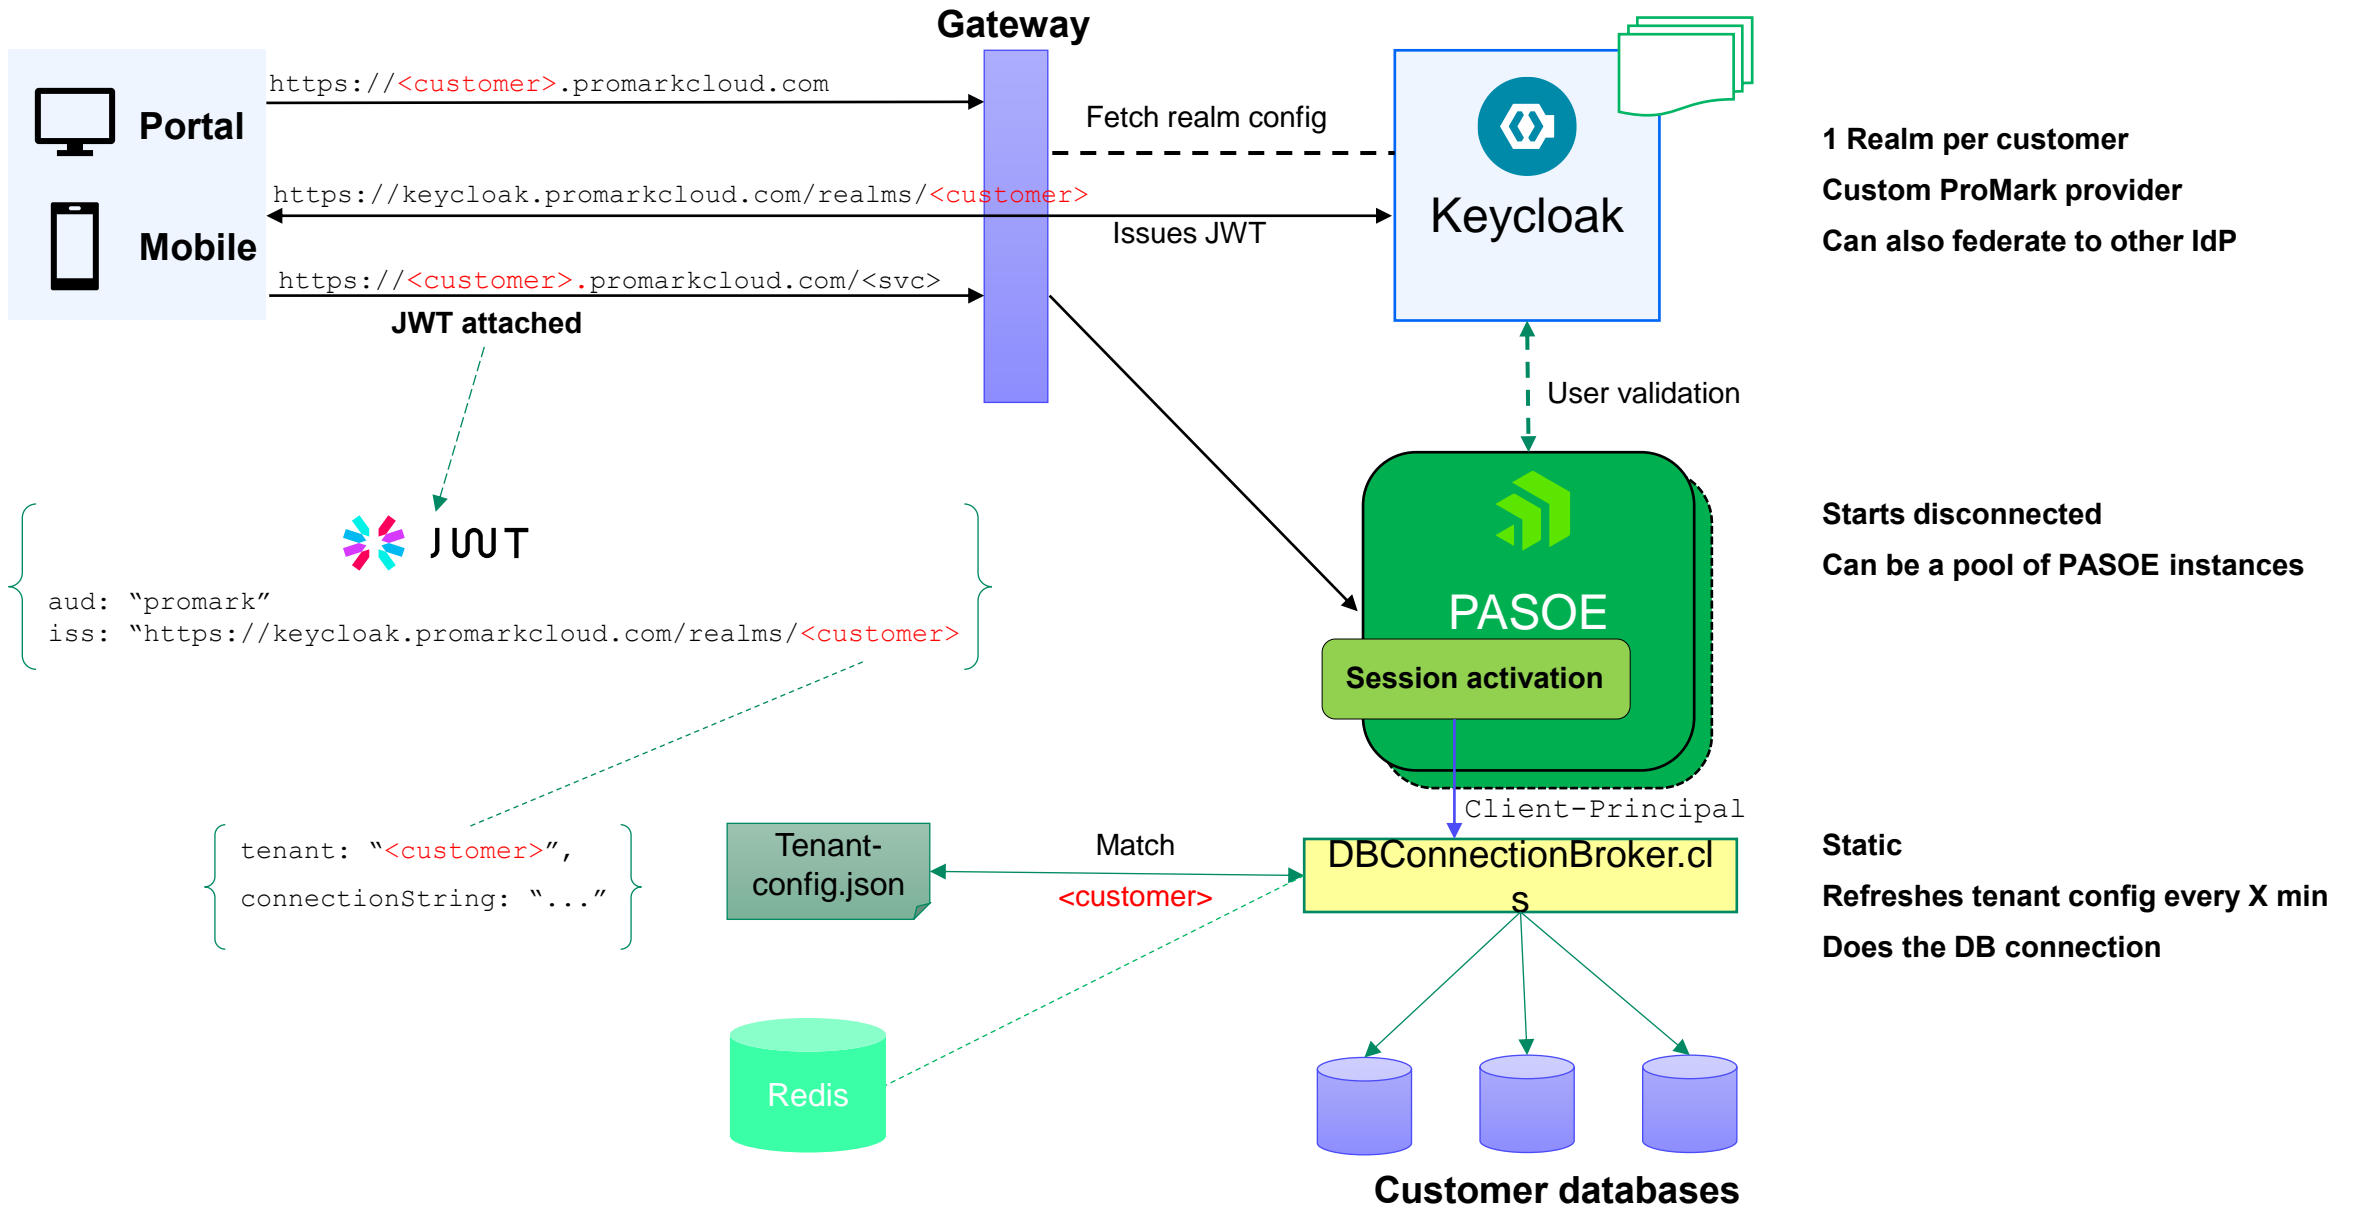 Gateway
https://<customer>.promarkcloud.com
Portal
Fetch realm config
1 Realm per customer
Custom ProMark provider
Can also federate to other IdP
https://keycloak.promarkcloud.com/realms/<customer>
Keycloak
Issues JWT
Mobile
https://<customer>.promarkcloud.com/<svc>
JWT attached
User validation
JWT
Starts disconnected
Can be a pool of PASOE instances
aud: “promark”
iss: “https://keycloak.promarkcloud.com/realms/<customer>
PASOE
Session activation
Client-Principal
tenant: “<customer>”,
connectionString: “...”
Tenant-
config.json
Match
<customer>
DBConnectionBroker.cl
s
Static
Refreshes tenant config every X min
Does the DB connection
Redis
Customer databases